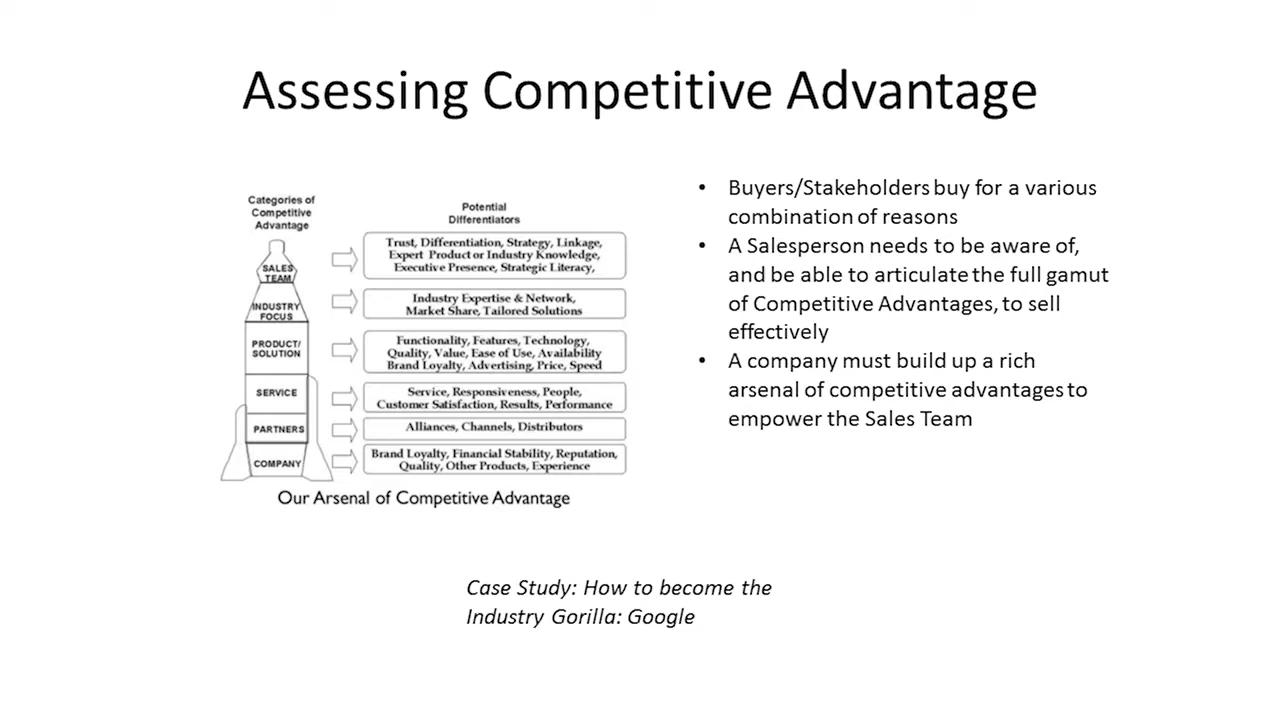 Assessing Competitive Advantage
Categories of
Competitive
Advantage
Potential
Differentiators
SALES
TEAM
Trust, Differentiation, Strategy, Linkage,
Expert Product or Industry Knowledge,
Executive Presence, Strategic Literacy,
INDUSTRY
FOCUS
Industry Expertise & Network,
Market Share, Tailored Solutions
PRODUCT/
SOLUTION
Functionality, Features, Technology,
Quality, Value, Ease of Use, Availability
Brand Loyalty, Advertising, Price, Speed
SERVICE
Service, Responsiveness, People,
Customer Satisfaction, Results, Performance
PARTNERS
Alliances, Channels, Distributors
COMPANY
Brand Loyalty, Financial Stability, Reputation,
Quality, Other Products, Experience
Our Arsenal of Competitive Advantage
• Buyers/Stakeholders buy for a various
combination of reasons
• A Salesperson needs to be aware of,
and be able to articulate the full gamut
of Competitive Advantages, to sell
effectively
• A company must build up a rich
arsenal of competitive advantages to
empower the Sales Team
Case Study: How to become the
Industry Gorilla: Google